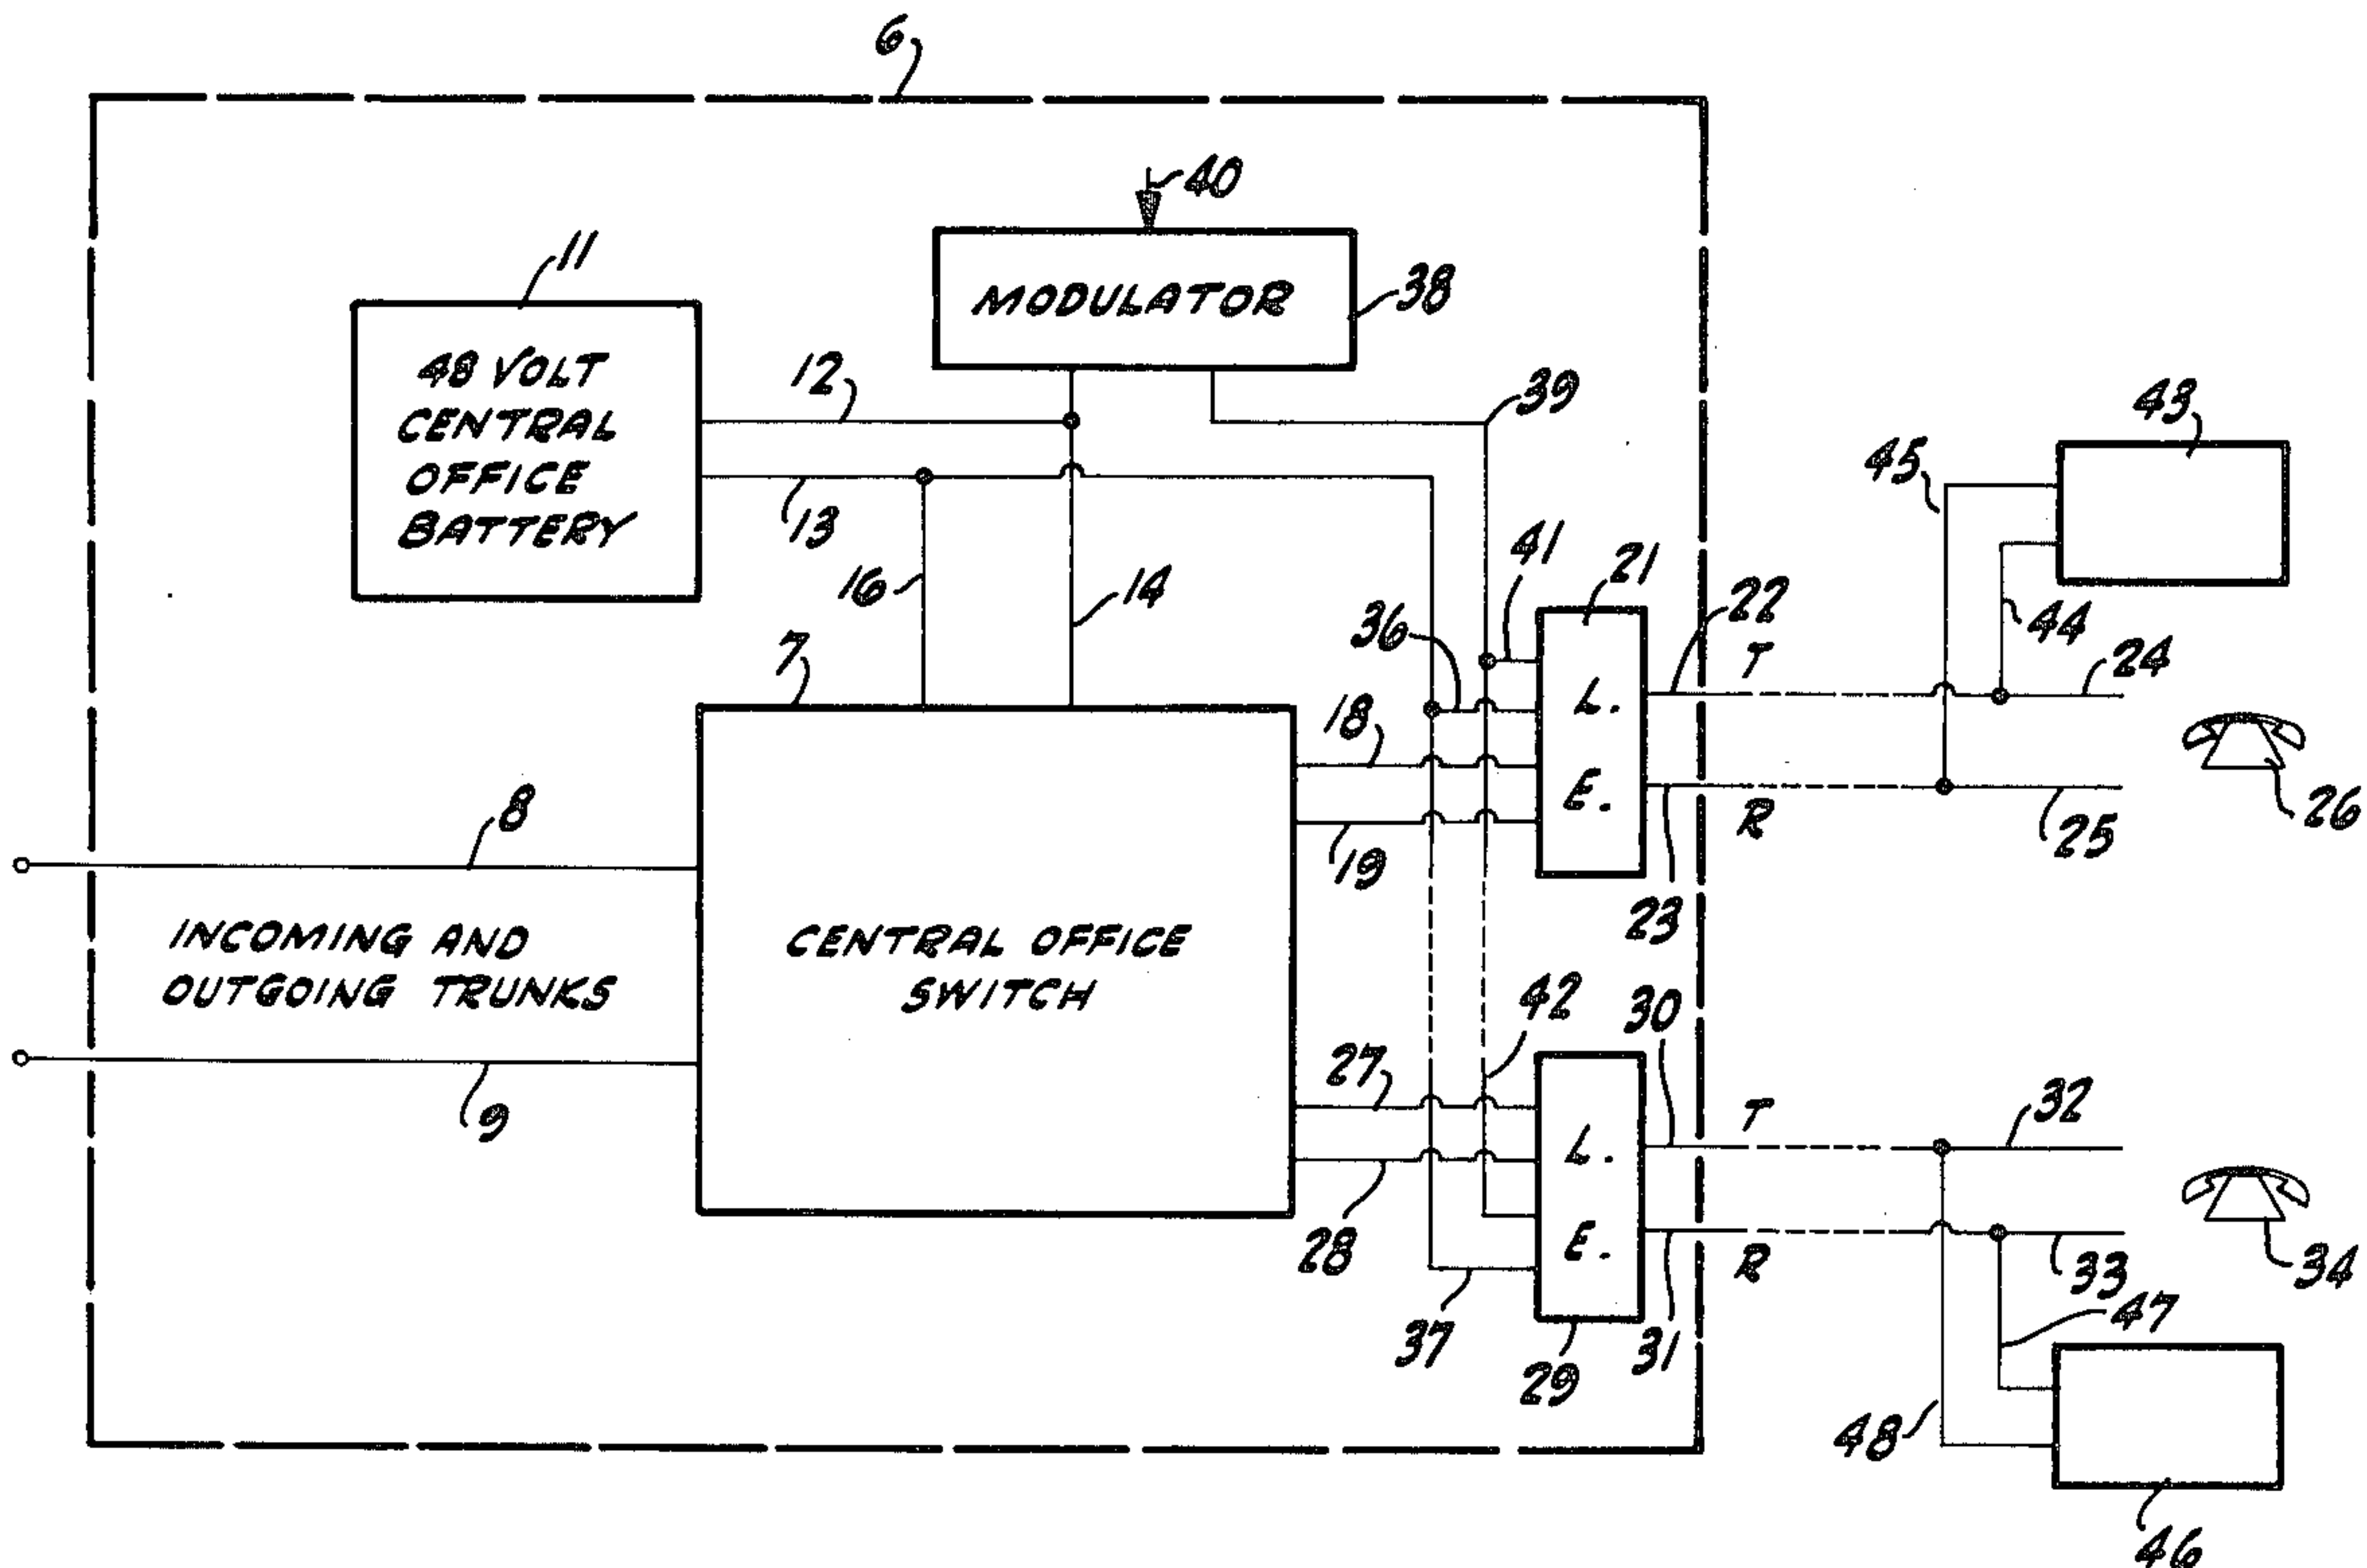 6
40
11
MODULATOR
38
48 VOLT
CENTRAL
OFFICE
BATTERY
12
39
43
45
13
41
21
16
14
22
44
36
T
24
7
L.
18
E.
26
8
R
25
19
23
INCOMING AND
OUTGOING TRUNKS
CENTRAL OFFICE
SWITCH
42
30
27
32
9
T
L.
28
E.
R
33
34
37
31
47
29
48
46